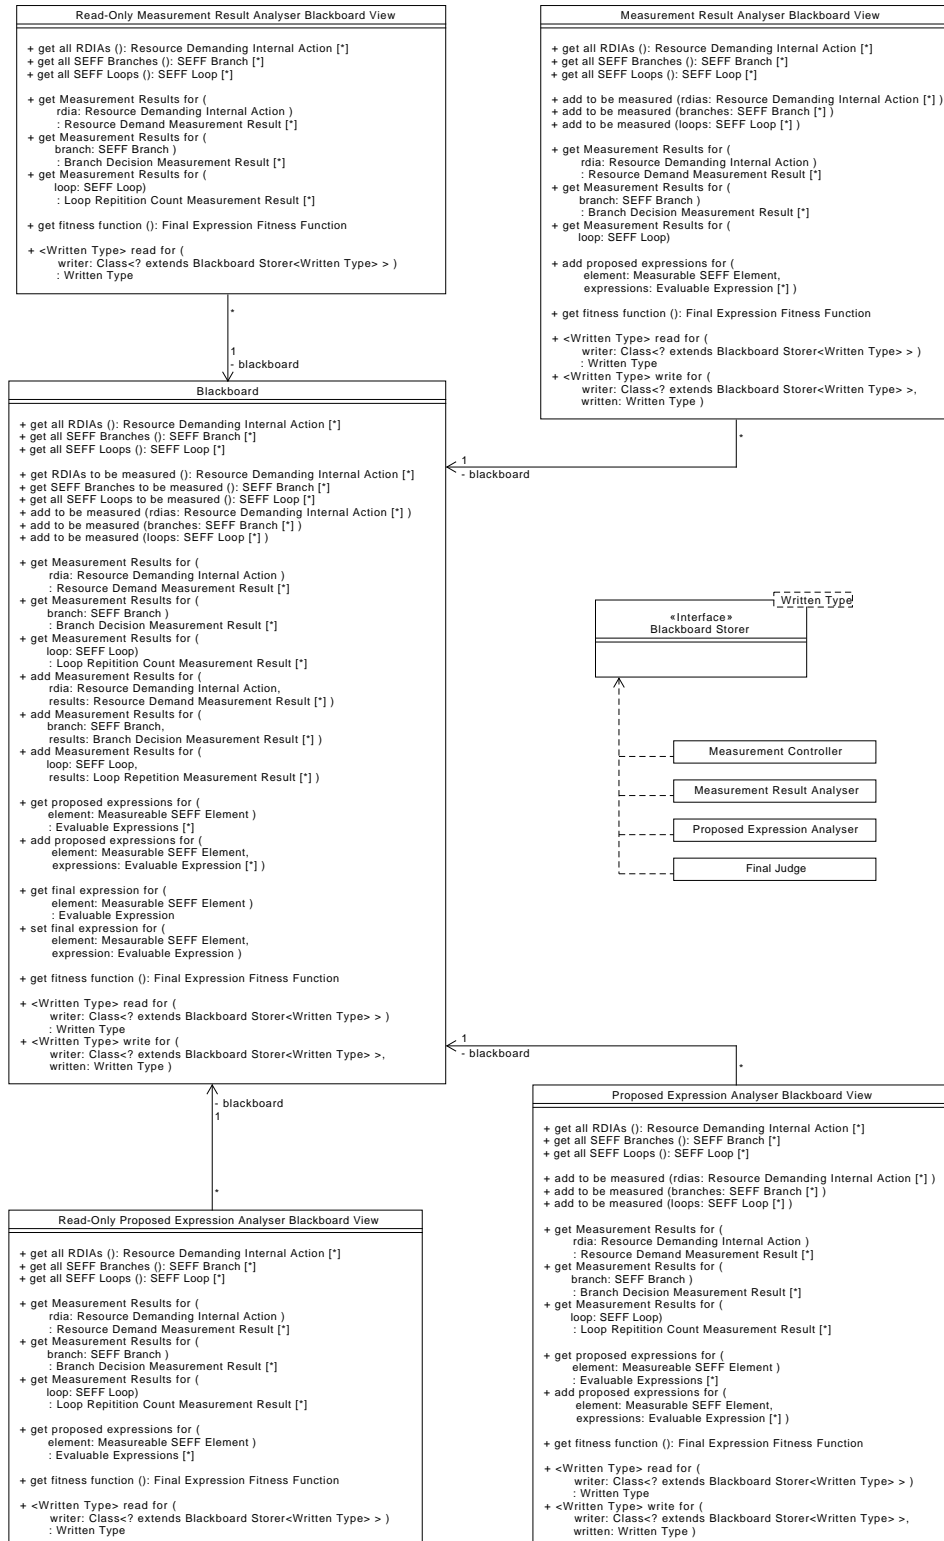 Read-Only Measurement Result Analyser Blackboard View
+ get all RDIAs (): Resource Demanding Internal Action [*]
+ get all SEFF Branches (): SEFF Branch [*]
+ get all SEFF Loops (): SEFF Loop [*]
+ get Measurement Results for (
rdia: Resource Demanding Internal Action )
: Resource Demand Measurement Result [*]
+ get Measurement Results for (
branch: SEFF Branch )
: Branch Decision Measurement Result [*]
+ get Measurement Results for (
loop: SEFF Loop)
: Loop Repitition Count Measurement Result [*]
+ get fitness function (): Final Expression Fitness Function
+ <Written Type> read for (
writer: Class<? extends Blackboard Storer<Written Type> > )
: Written Type
*
1
- blackboard
Measurement Result Analyser Blackboard View
+ get all RDIAs (): Resource Demanding Internal Action [*]
+ get all SEFF Branches (): SEFF Branch [*]
+ get all SEFF Loops (): SEFF Loop [*]
+ add to be measured (rdias: Resource Demanding Internal Action [*] )
+ add to be measured (branches: SEFF Branch [*] )
+ add to be measured (loops: SEFF Loop [*] )
+ get Measurement Results for (
rdia: Resource Demanding Internal Action )
: Resource Demand Measurement Result [*]
+ get Measurement Results for (
branch: SEFF Branch )
: Branch Decision Measurement Result [*]
+ get Measurement Results for (
loop: SEFF Loop)
+ add proposed expressions for (
element: Measurable SEFF Element,
expressions: Evaluable Expression [*] )
+ get fitness function (): Final Expression Fitness Function
+ <Written Type> read for (
writer: Class<? extends Blackboard Storer<Written Type> > )
: Written Type
+ <Written Type> write for (
writer: Class<? extends Blackboard Storer<Written Type> >,
written: Written Type )
*
1
- blackboard
Blackboard
+ get all RDIAs (): Resource Demanding Internal Action [*]
+ get all SEFF Branches (): SEFF Branch [*]
+ get all SEFF Loops (): SEFF Loop [*]
+ get RDIAs to be measured (): Resource Demanding Internal Action [*]
+ get SEFF Branches to be measured (): SEFF Branch [*]
+ get all SEFF Loops to be measured (): SEFF Loop [*]
+ add to be measured (rdias: Resource Demanding Internal Action [*] )
+ add to be measured (branches: SEFF Branch [*] )
+ add to be measured (loops: SEFF Loop [*] )
+ get Measurement Results for (
rdia: Resource Demanding Internal Action )
: Resource Demand Measurement Result [*]
+ get Measurement Results for (
branch: SEFF Branch )
: Branch Decision Measurement Result [*]
+ get Measurement Results for (
loop: SEFF Loop)
: Loop Repitition Count Measurement Result [*]
+ add Measurement Results for (
rdia: Resource Demanding Internal Action,
results: Resource Demand Measurement Result [*] )
+ add Measurement Results for (
branch: SEFF Branch,
results: Branch Decision Measurement Result [*] )
+ add Measurement Results for (
loop: SEFF Loop,
results: Loop Repetition Measurement Result [*] )
+ get proposed expressions for (
element: Measureable SEFF Element )
: Evaluable Expressions [*]
+ add proposed expressions for (
element: Measurable SEFF Element,
expressions: Evaluable Expression [*] )
+ get final expression for (
element: Measurable SEFF Element )
: Evaluable Expression
+ set final expression for (
element: Mesaurable SEFF Element,
expression: Evaluable Expression )
+ get fitness function (): Final Expression Fitness Function
+ <Written Type> read for (
writer: Class<? extends Blackboard Storer<Written Type> > )
: Written Type
+ <Written Type> write for (
writer: Class<? extends Blackboard Storer<Written Type> >,
written: Written Type )
Written Type
«Interface»
Blackboard Storer
Measurement Controller
Measurement Result Analyser
Proposed Expression Analyser
Final Judge
1
- blackboard
*
- blackboard
1
*
Read-Only Proposed Expression Analyser Blackboard View
+ get all RDIAs (): Resource Demanding Internal Action [*]
+ get all SEFF Branches (): SEFF Branch [*]
+ get all SEFF Loops (): SEFF Loop [*]
+ get Measurement Results for (
rdia: Resource Demanding Internal Action )
: Resource Demand Measurement Result [*]
+ get Measurement Results for (
branch: SEFF Branch )
: Branch Decision Measurement Result [*]
+ get Measurement Results for (
loop: SEFF Loop)
: Loop Repitition Count Measurement Result [*]
+ get proposed expressions for (
element: Measureable SEFF Element )
: Evaluable Expressions [*]
+ get fitness function (): Final Expression Fitness Function
+ <Written Type> read for (
writer: Class<? extends Blackboard Storer<Written Type> > )
: Written Type
Proposed Expression Analyser Blackboard View
+ get all RDIAs (): Resource Demanding Internal Action [*]
+ get all SEFF Branches (): SEFF Branch [*]
+ get all SEFF Loops (): SEFF Loop [*]
+ add to be measured (rdias: Resource Demanding Internal Action [*] )
+ add to be measured (branches: SEFF Branch [*] )
+ add to be measured (loops: SEFF Loop [*] )
+ get Measurement Results for (
rdia: Resource Demanding Internal Action )
: Resource Demand Measurement Result [*]
+ get Measurement Results for (
branch: SEFF Branch )
: Branch Decision Measurement Result [*]
+ get Measurement Results for (
loop: SEFF Loop)
: Loop Repitition Count Measurement Result [*]
+ get proposed expressions for (
element: Measureable SEFF Element )
: Evaluable Expressions [*]
+ add proposed expressions for (
element: Measurable SEFF Element,
expressions: Evaluable Expression [*] )
+ get fitness function (): Final Expression Fitness Function
+ <Written Type> read for (
writer: Class<? extends Blackboard Storer<Written Type> > )
: Written Type
+ <Written Type> write for (
writer: Class<? extends Blackboard Storer<Written Type> >,
written: Written Type )